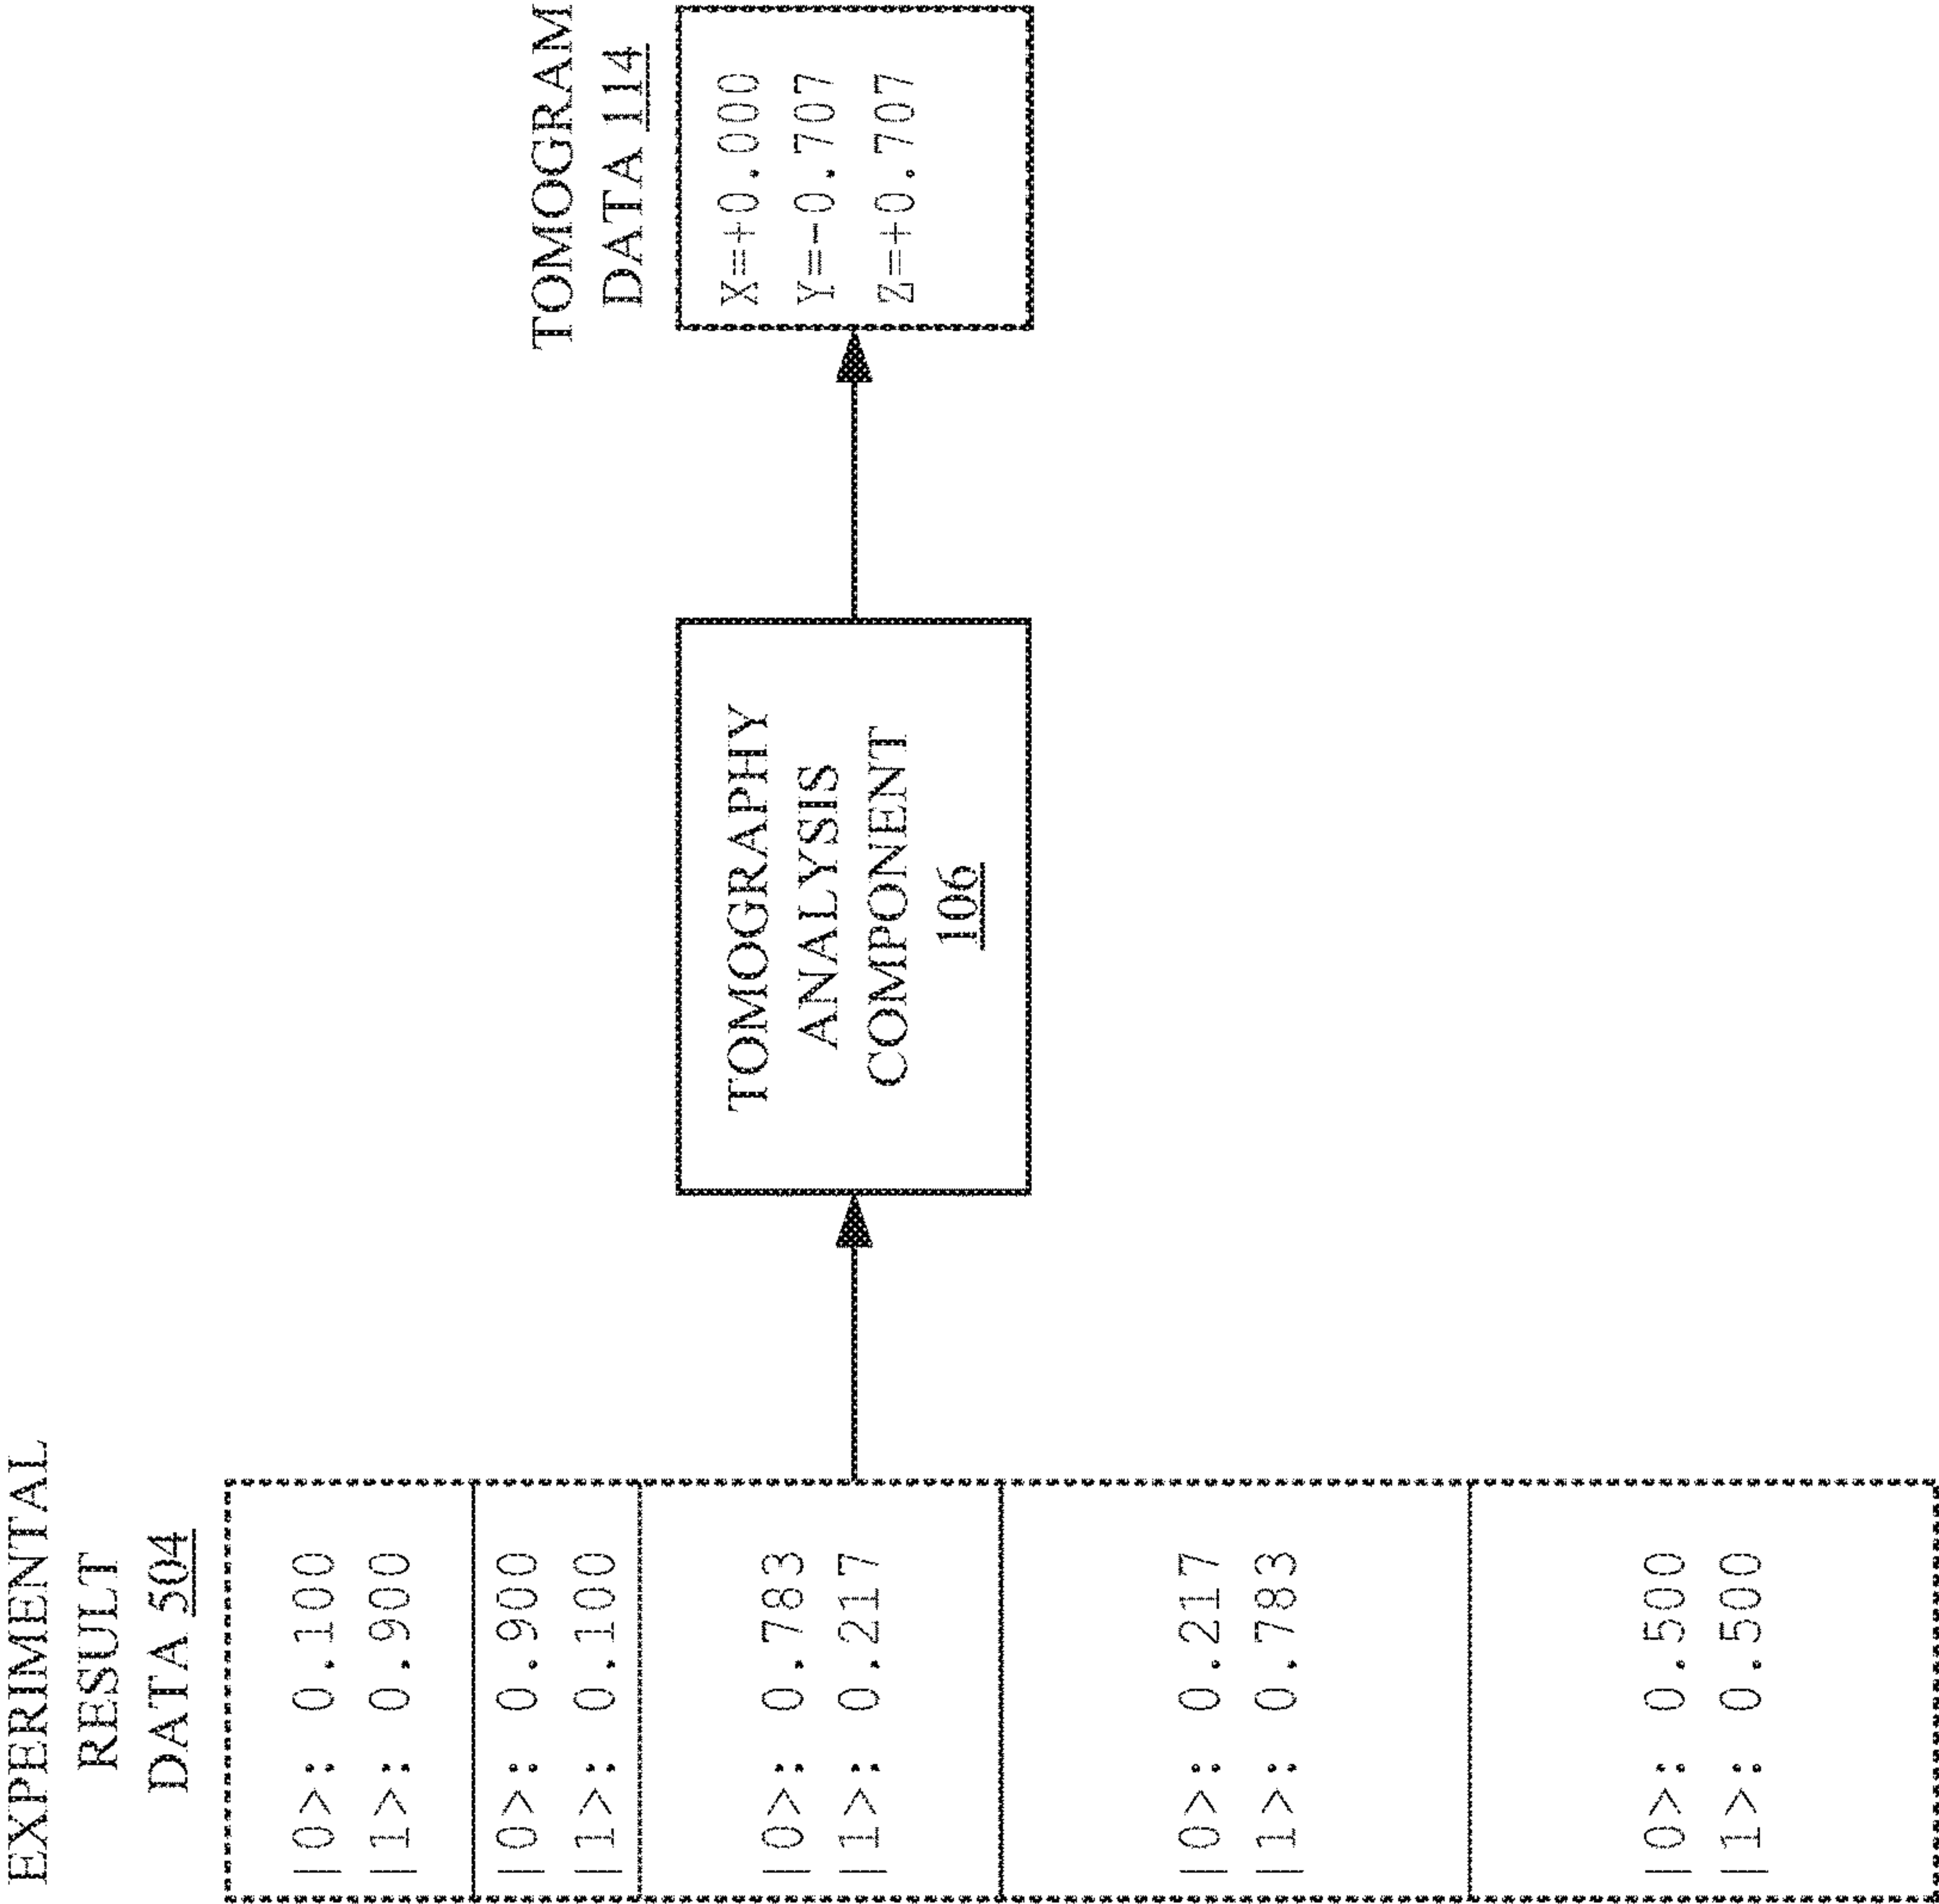 EXPERIMENTAL
RESULT
DATA 504
|0>: 0.100
|1>: 0.900
|0>: 0.900
|1>: 0.100
|0>: 0.783
|1>: 0.217
|0>: 0.217
|1>: 0.783
|0>: 0.500
|1>: 0.500
TOMOGRAPHY
ANALYSIS
COMPONENT
106
TOMOGRAM
DATA 114
X=+0.000
Y=-0.707
Z=+0.707